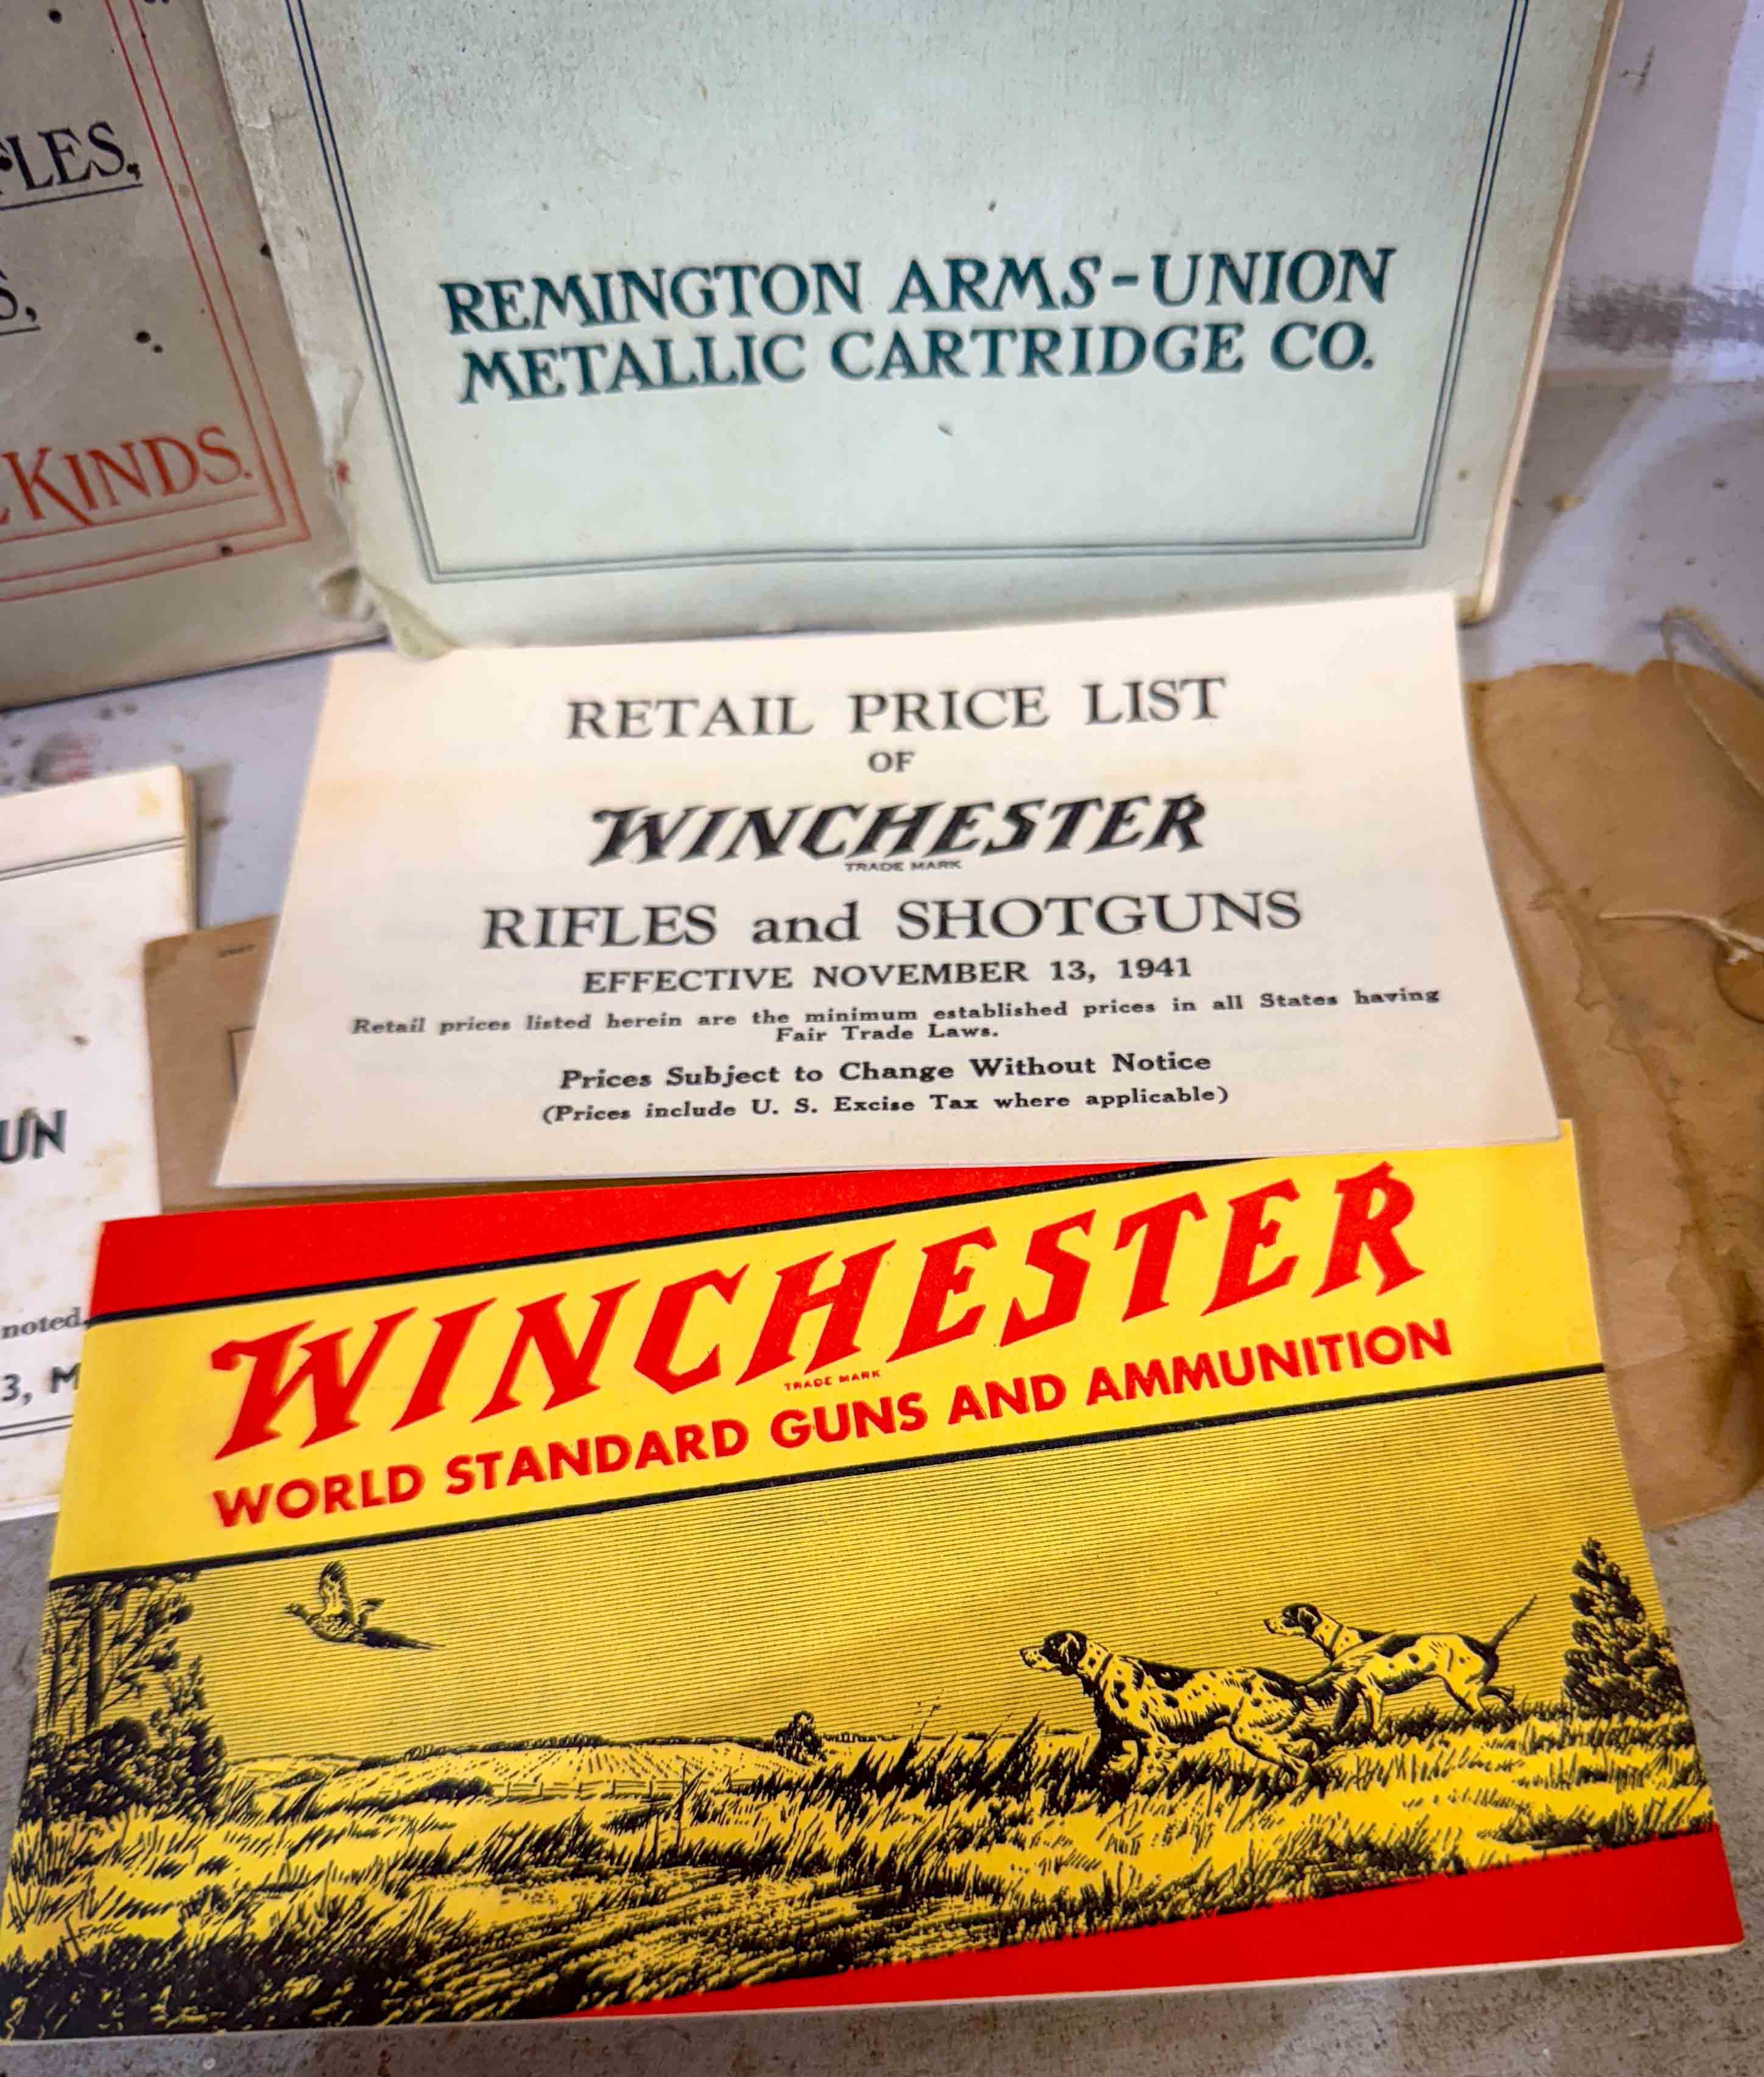 FLES,
S,
KINDS.
REMINGTON ARMS-UNION
METALLIC CARTRIDGE CO.
RETAIL PRICE LIST
OF
WINCHESTER
TRADE MARK
RIFLES and SHOTGUNS
EFFECTIVE NOVEMBER 13, 1941
Retail prices listed herein are the minimum established prices in all States having
Fair Trade Laws.
Prices Subject to Change Without Notice
(Prices include U. S. Excise Tax where applicable)
UN
noted.
3, M
WINCHESTER
TRADE MARK
WORLD STANDARD GUNS AND AMMUNITION